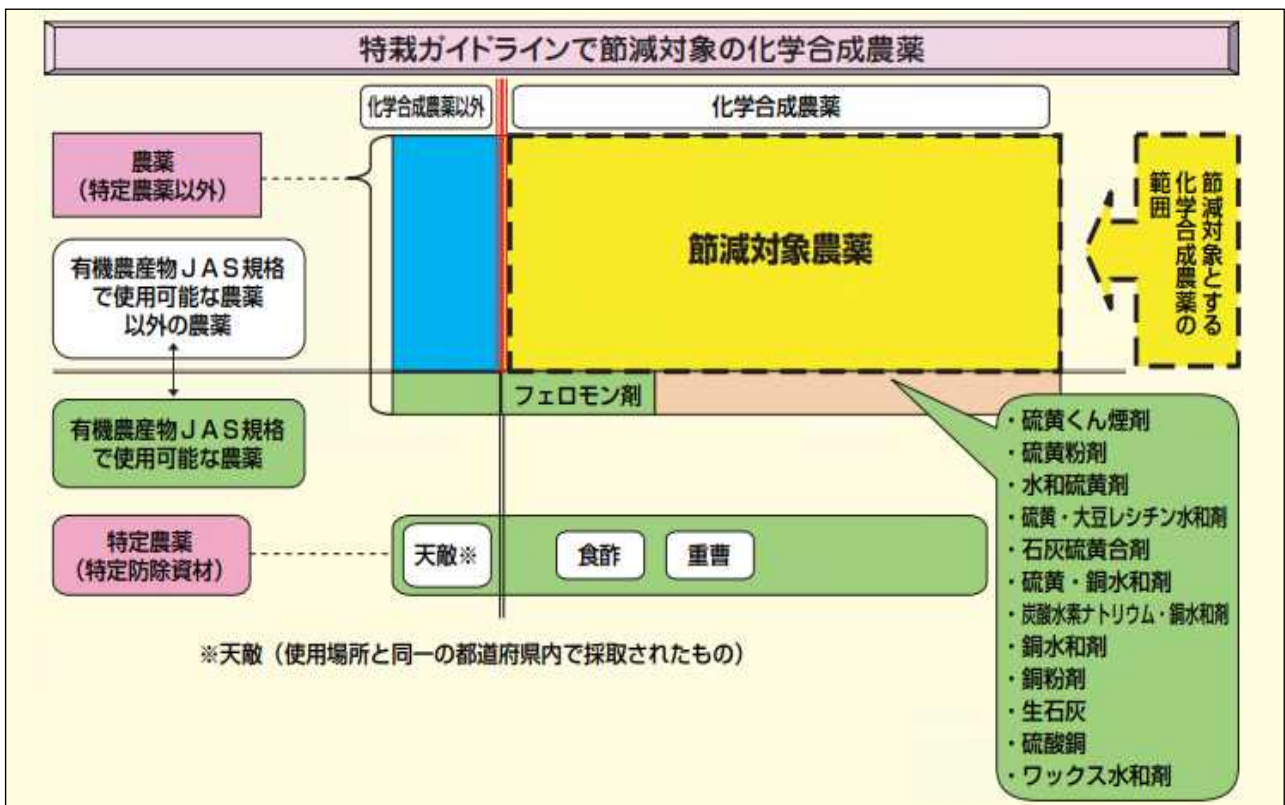 特栽ガイドラインで節減対象の化学合成農薬
化学合成農薬以外
化学合成農薬
農薬
（特定農薬以外）
節減対象農薬
節減対象とする
化学合成農薬の
範囲
有機農産物ＪＡＳ規格
で使用可能な農薬
以外の農薬
フェロモン剤
有機農産物ＪＡＳ規格
で使用可能な農薬
・硫黄くん煙剤
・硫黄粉剤
・水和硫黄剤
・硫黄・大豆レシチン水和剤
・石灰硫黄合剤
・硫黄・銅水和剤
・炭酸水素ナトリウム・銅水和剤
・銅水和剤
・銅粉剤
・生石灰
・硫酸銅
・ワックス水和剤
特定農薬
（特定防除資材）
天敵※
食酢
重曹
※天敵（使用場所と同一の都道府県内で採取されたもの）